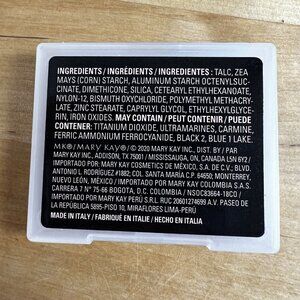 INGREDIENTS / INGRÉDIENTS / INGREDIENTES : TALC, ZEA
MAYS (CORN) STARCH, ALUMINUM STARCH OCTENYLSUC-
CINATE, DIMETHICONE, SILICA, CETEARYL ETHYLHEXANOATE,
NYLON-12, BISMUTH OXYCHLORIDE, POLYMETHYL METHACRY-
LATE, ZINC STEARATE, CAPRYLYL GLYCOL, ETHYLHEXYLGLYCE-
RIN, IRON OXIDES. MAY CONTAIN / PEUT CONTENIR / PUEDE
CONTENER: TITANIUM DIOXIDE, ULTRAMARINES, CARMINE,
FERRIC AMMONIUM FERROCYANIDE, BLACK 2, BLUE 1 LAKE.
MK®/MARY KAY® / © 2020 MARY KAY INC., DIST. BY / PAR
MARY KAY INC., ADDISON, TX 75001 / MISSISSAUGA, ON, CANADA L5N 6Y2 /
IMPORTADO POR MARY KAY COSMETICS DE MÉXICO, S.A. DE C.V., BLVD.
ANTONIO L. RODRÍGUEZ #1882; COL. SANTA MARÍA C.P. 64650, MONTERREY,
NUEVO LEÓN, MÉXICO / IMPORTADO POR MARY KAY COLOMBIA S.A.S.
CARRERA 7 N° 75-66 BOGOTA, D.C. COLOMBIA / NSOC83664-18CO /
IMPORTADO POR MARY KAY PERÚ SRL RUC 20601274699 A.V. PASEO DE
LA REPUBLICA 5895-PISO 10, MIRAFLORES LIMA-PERÚ
MADE IN ITALY / FABRIQUÉ EN ITALIE / HECHO EN ITALIA